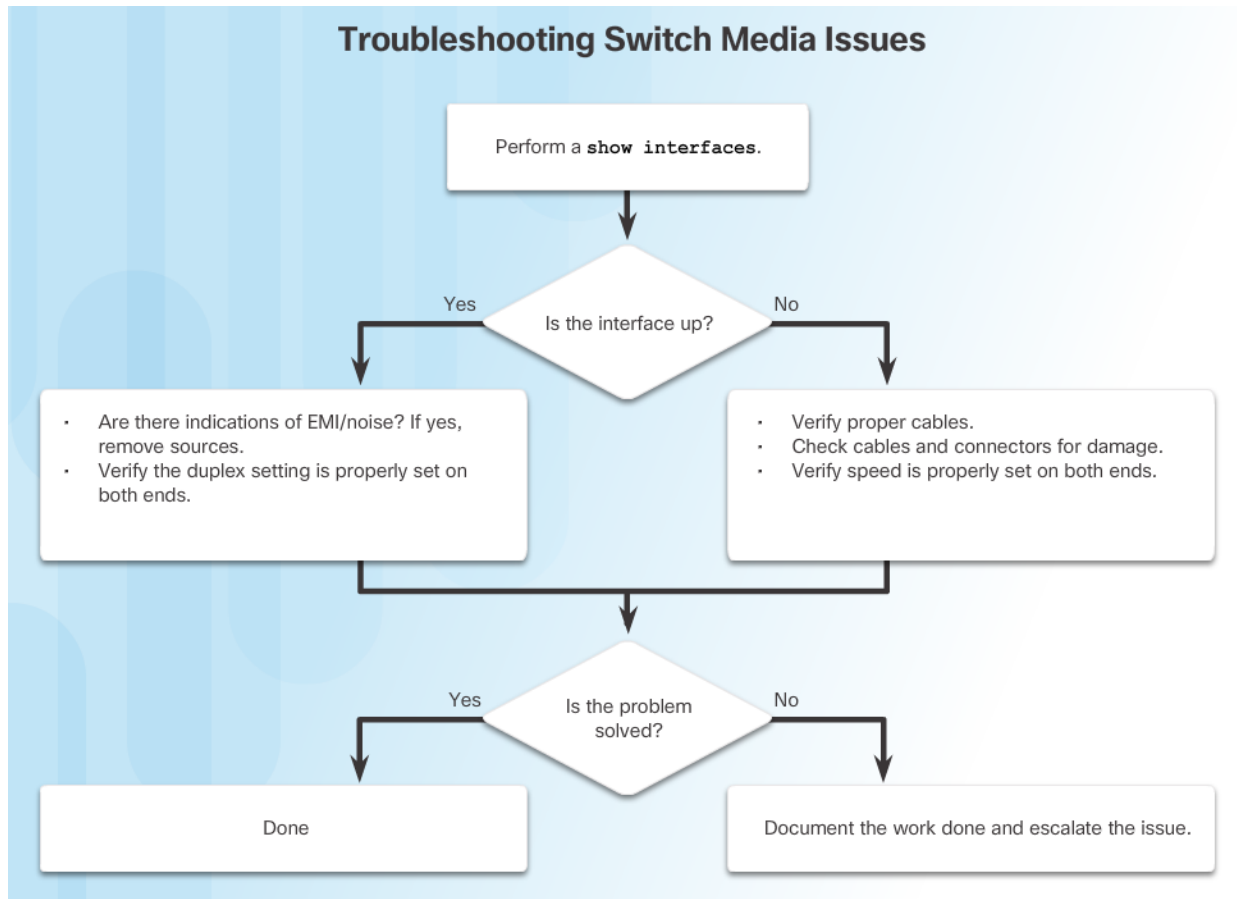 Troubleshooting Switch Media Issues
Perform a show interfaces.
Is the interface up?
Yes
No
· Are there indications of EMI/noise? If yes,
remove sources.
· Verify the duplex setting is properly set on
both ends.
· Verify proper cables.
· Check cables and connectors for damage.
· Verify speed is properly set on both ends.
Is the problem
solved?
Yes
No
Done
Document the work done and escalate the issue.